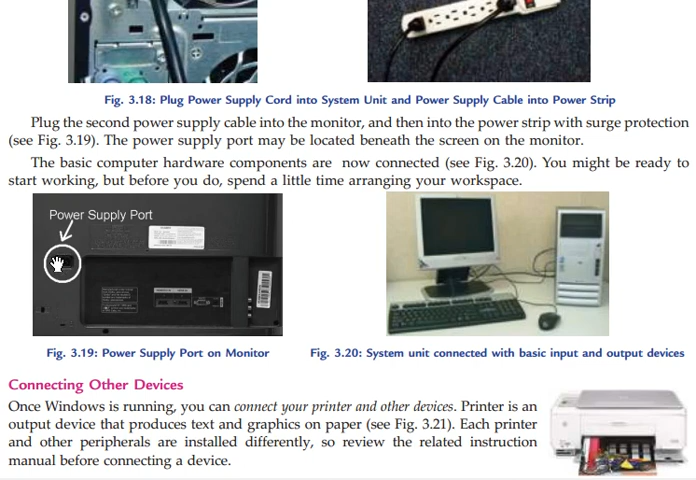 Fig. 3.18: Plug Power Supply Cord into System Unit and Power Supply Cable into Power Strip
Plug the second power supply cable into the monitor, and then into the power strip with surge protection
(see Fig. 3.19). The power supply port may be located beneath the screen on the monitor.
The basic computer hardware components are now connected (see Fig. 3.20). You might be ready to
start working, but before you do, spend a little time arranging your workspace.
Power Supply Port
Fig. 3.19: Power Supply Port on Monitor
Fig. 3.20: System unit connected with basic input and output devices
Connecting Other Devices
Once Windows is running, you can connect your printer and other devices. Printer is an
output device that produces text and graphics on paper (see Fig. 3.21). Each printer
and other peripherals are installed differently, so review the related instruction
manual before connecting a device.